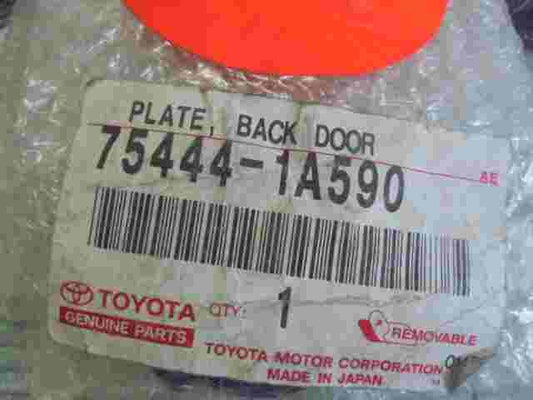 PLATE, BACK DOOR
75444-1A590
AE
TOYOTA QTY: 1
GENUINE PARTS
REMOVABLE
TOYOTA MOTOR CORPORATION
MADE IN JAPAN